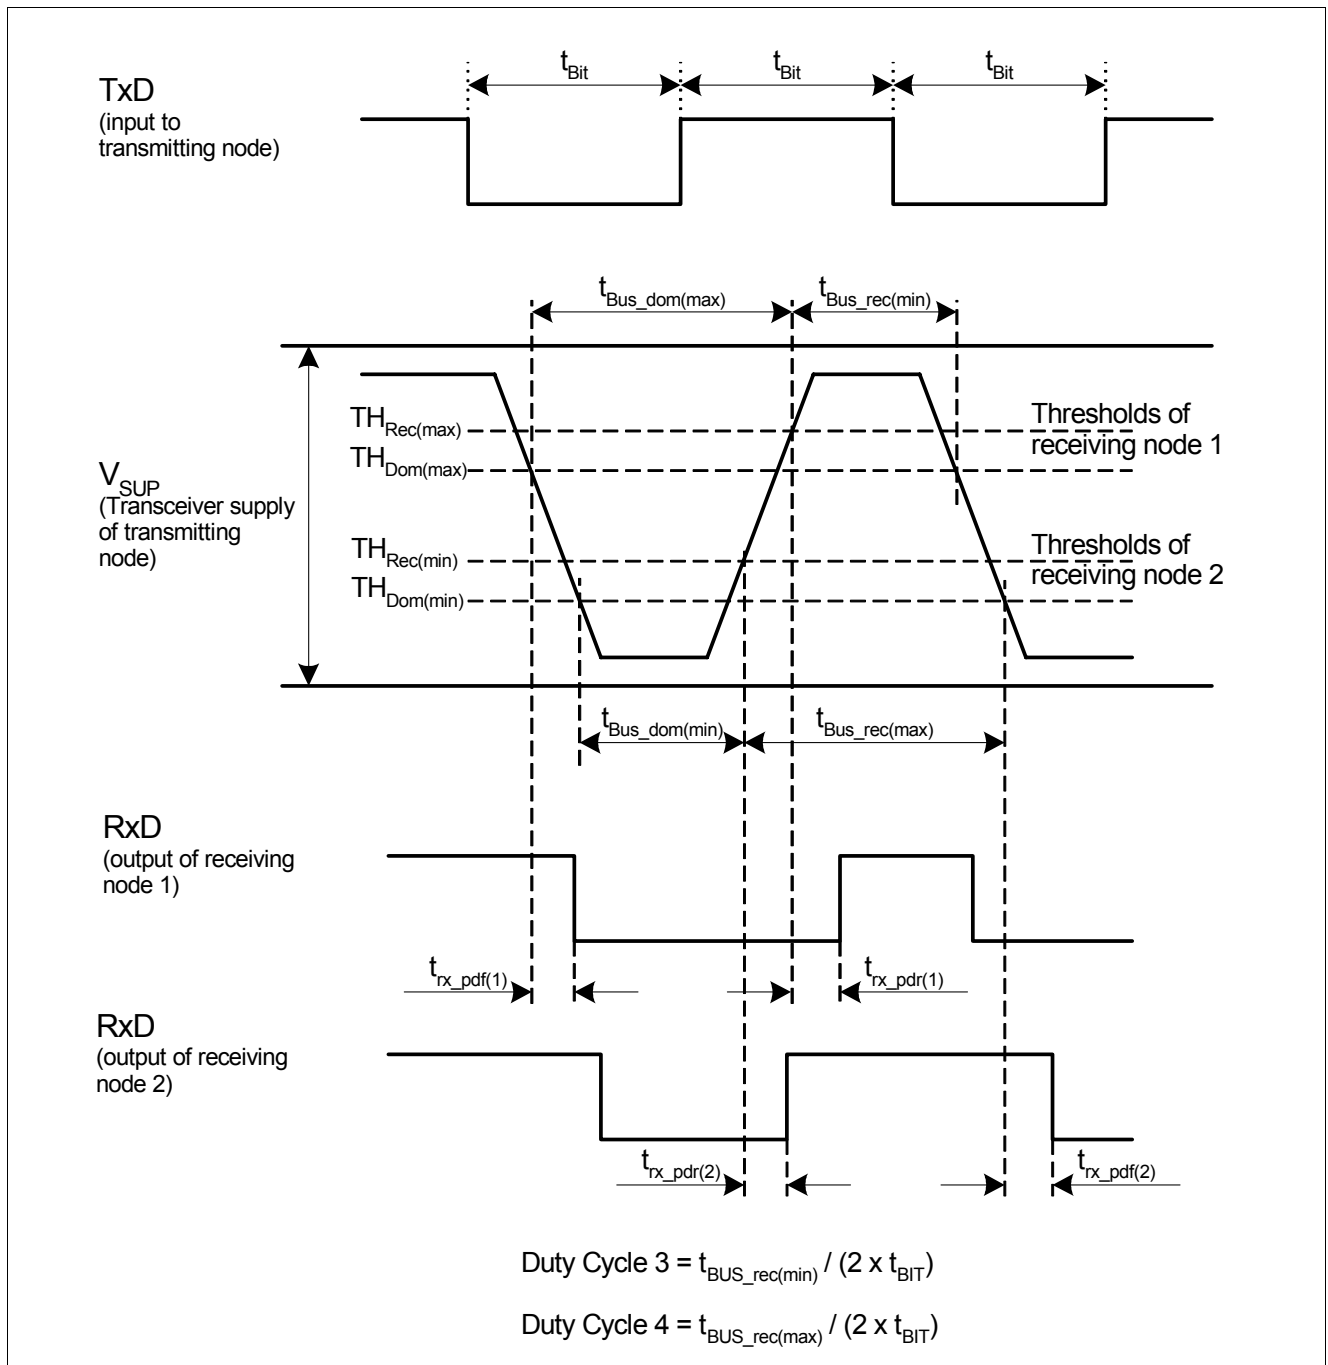 TxD
(input to
transmitting node)
tBit
tBit
tBit
tBus_dom(max)
tBus_rec(min)
VSUP
(Transceiver supply
of transmitting
node)
THRec(max)
THDom(max)
THRec(min)
THDom(min)
Thresholds of
receiving node 1
Thresholds of
receiving node 2
tBus_dom(min)
tBus_rec(max)
RxD
(output of receiving
node 1)
trx_pdf(1)
trx_pdr(1)
RxD
(output of receiving
node 2)
trx_pdr(2)
trx_pdf(2)
Duty Cycle 3 = tBUS_rec(min) / (2 x tBIT)
Duty Cycle 4 = tBUS_rec(max) / (2 x tBIT)